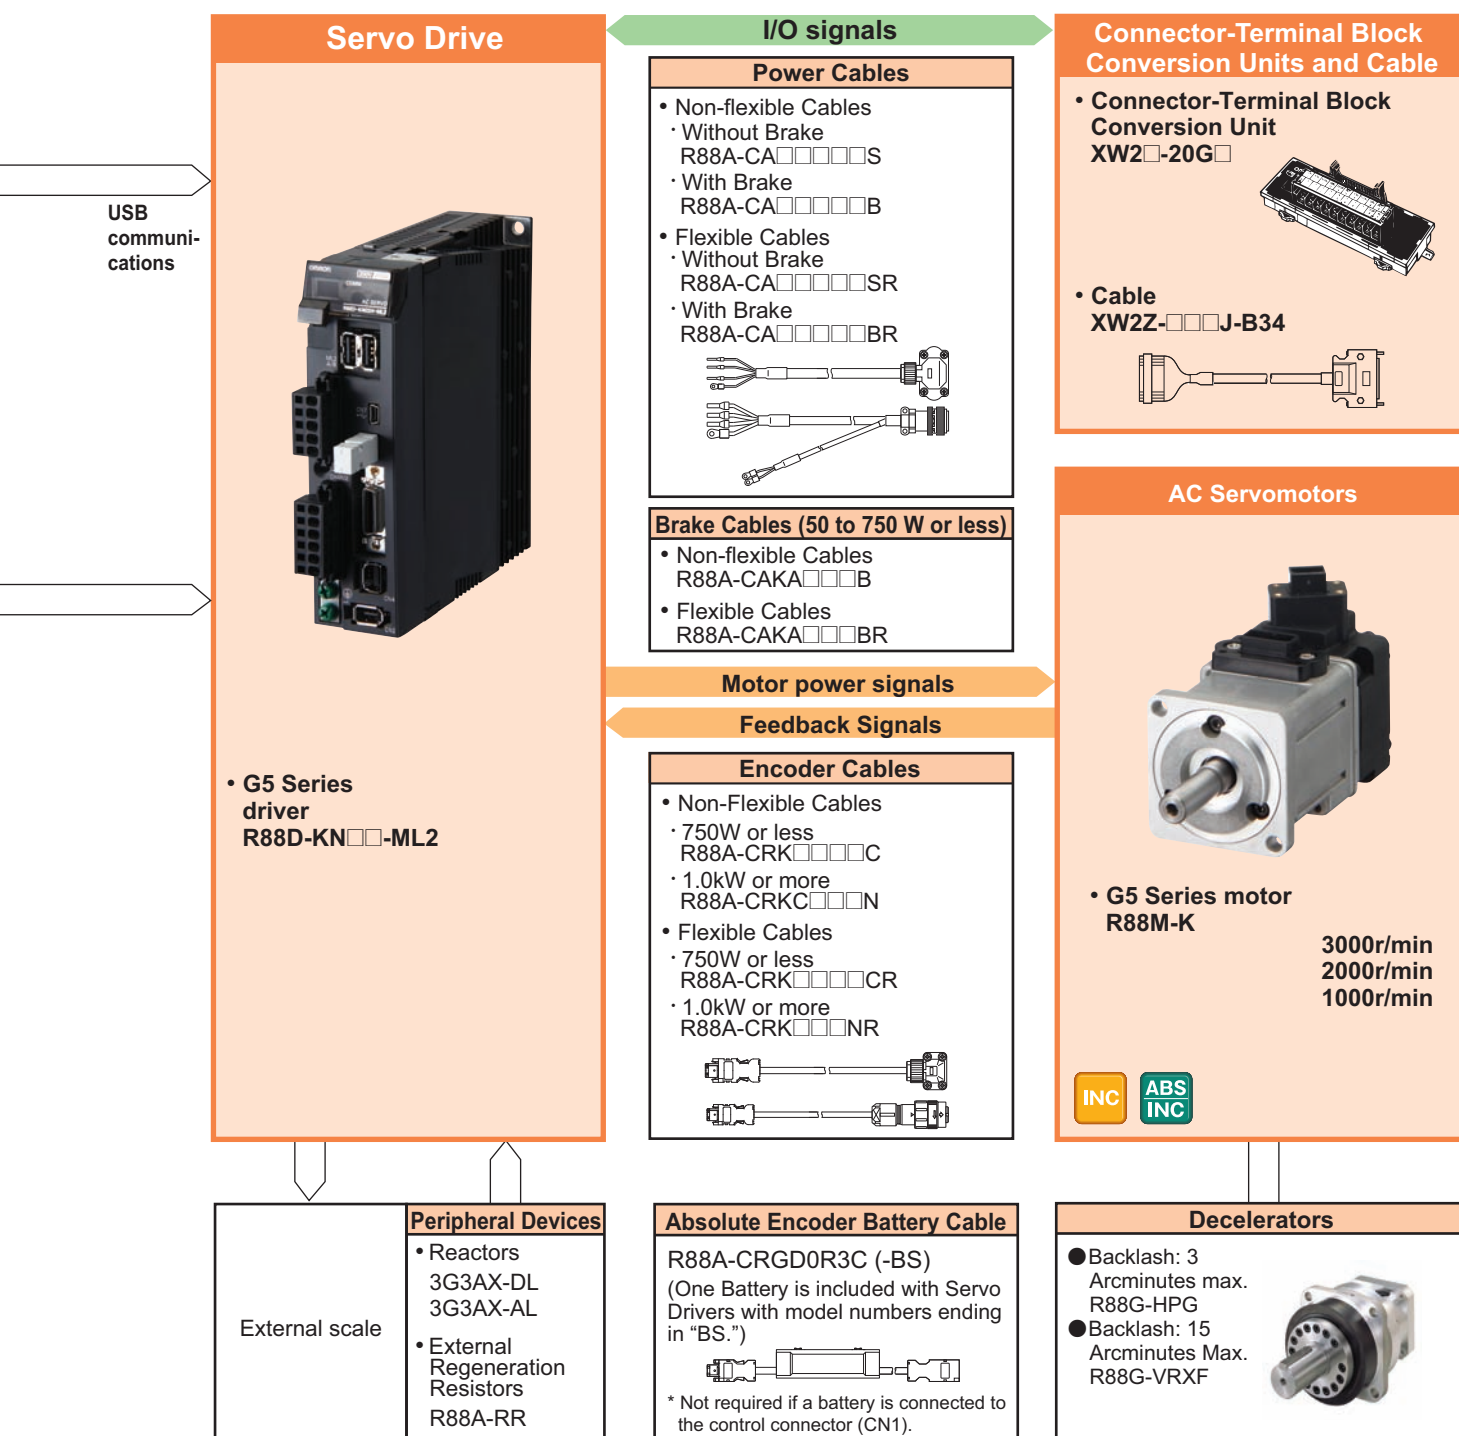 Servo Drive
USB
communi-
cations
• G5 Series
driver
R88D-KN□□-ML2
I/O signals
Power Cables
• Non-flexible Cables
· Without Brake
R88A-CA□□□□□S
· With Brake
R88A-CA□□□□□B
• Flexible Cables
· Without Brake
R88A-CA□□□□□SR
· With Brake
R88A-CA□□□□□BR
Brake Cables (50 to 750 W or less)
• Non-flexible Cables
R88A-CAKA□□□B
• Flexible Cables
R88A-CAKA□□□BR
Motor power signals
Feedback Signals
Encoder Cables
• Non-Flexible Cables
· 750W or less
R88A-CRK□□□□C
· 1.0kW or more
R88A-CRKC□□□N
• Flexible Cables
· 750W or less
R88A-CRK□□□□CR
· 1.0kW or more
R88A-CRK□□□NR
Connector-Terminal Block
Conversion Units and Cable
• Connector-Terminal Block
Conversion Unit
XW2□-20G□
• Cable
XW2Z-□□□J-B34
AC Servomotors
• G5 Series motor
R88M-K
3000r/min
2000r/min
1000r/min
INC
ABS
INC
External scale
Peripheral Devices
• Reactors
3G3AX-DL
3G3AX-AL
• External
Regeneration
Resistors
R88A-RR
Absolute Encoder Battery Cable
R88A-CRGD0R3C (-BS)
(One Battery is included with Servo
Drivers with model numbers ending
in “BS.”)
* Not required if a battery is connected to
the control connector (CN1).
Decelerators
●Backlash: 3
Arcminutes max.
R88G-HPG
●Backlash: 15
Arcminutes Max.
R88G-VRXF